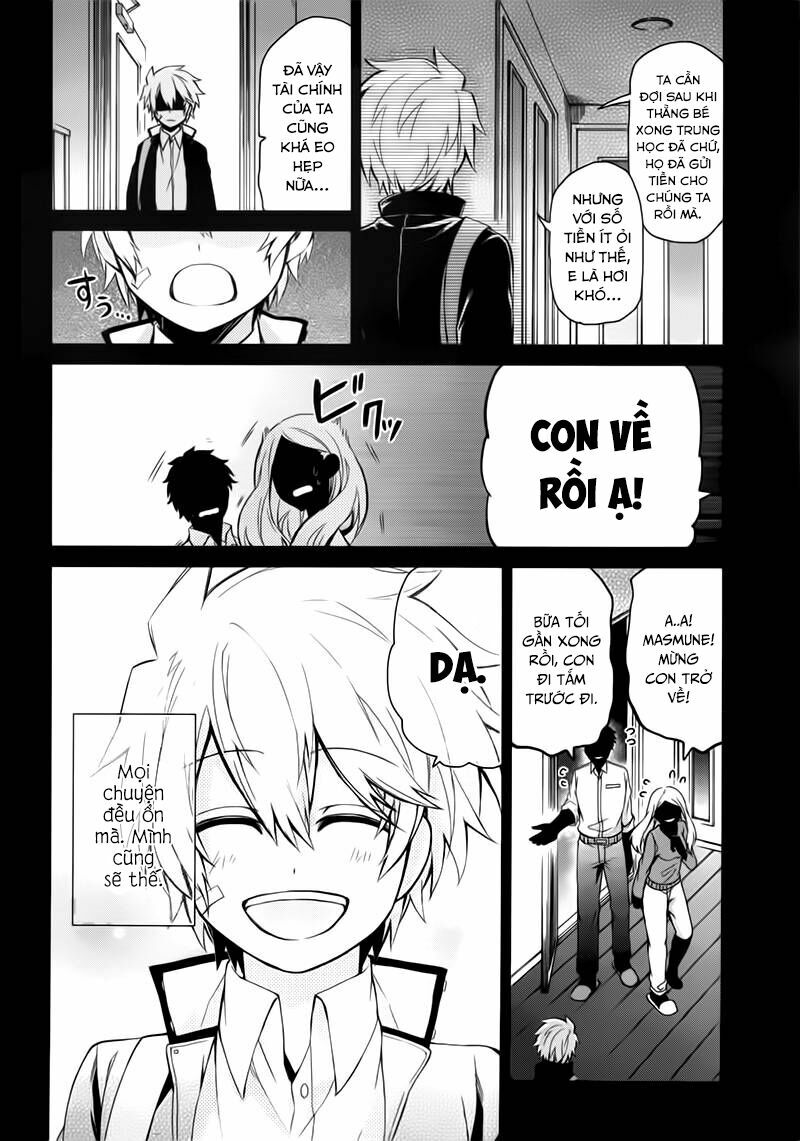 TA CẦN
ĐỢI SAU KHI
THẰNG BÉ
XONG TRUNG
HỌC ĐÃ CHỨ,
HỌ ĐÃ GỬI
TIỀN CHO
CHÚNG TA
RỒI MÀ.
NHƯNG
VỚI SỐ
TIỀN ÍT ỎI
NHƯ THẾ,
E LÀ HƠI
KHÓ...
ĐÃ VẬY
TÀI CHÍNH
CỦA TA
CŨNG
KHÁ EO
HẸP
NỮA...
すぅ...
CON VỀ
RỒI Ạ!
ビクッ
A..A!
MASMUNE!
MỪNG
CON TRỞ
VỀ!
BỮA TỐI
GẦN XONG
RỒI, CON
ĐI TẮM
TRƯỚC ĐI.
DẠ.
Mọi
chuyện
đều ổn
mà. Mình
cũng
sẽ thế.